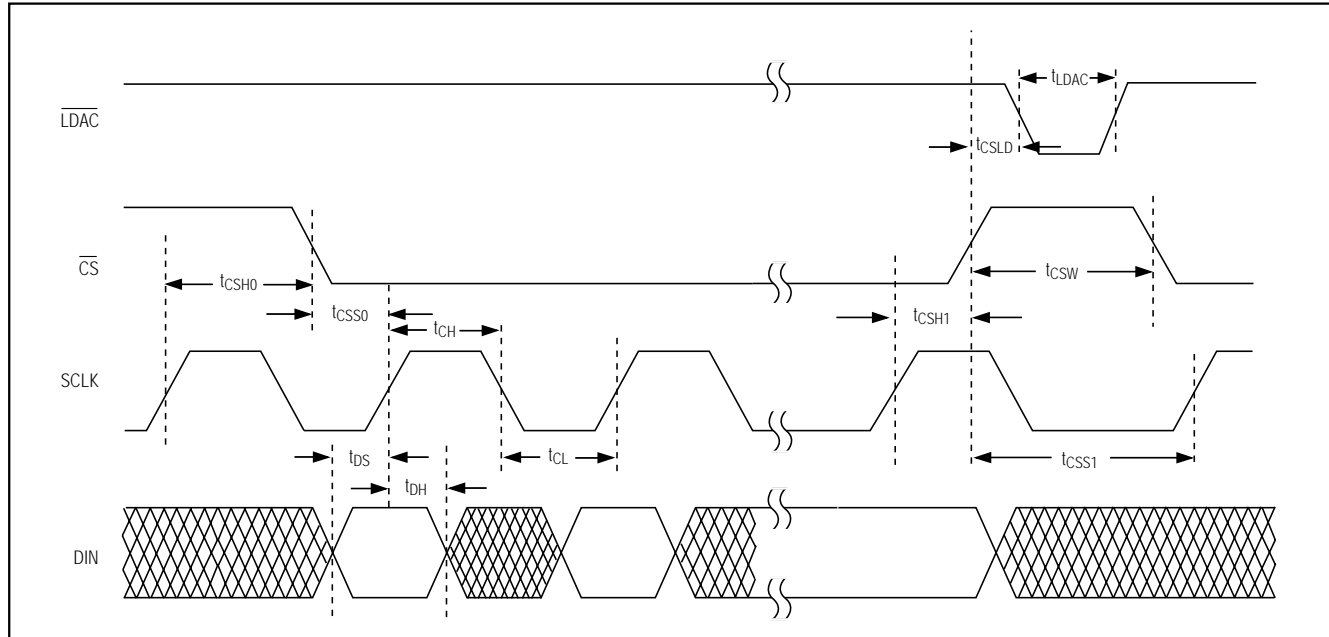 LDAC
tLDAC
tCSLD
CS
tCSH0
tCSW
tCSS0
tCH
tCSH1
SCLK
tDS
tCL
tCSS1
tDH
DIN